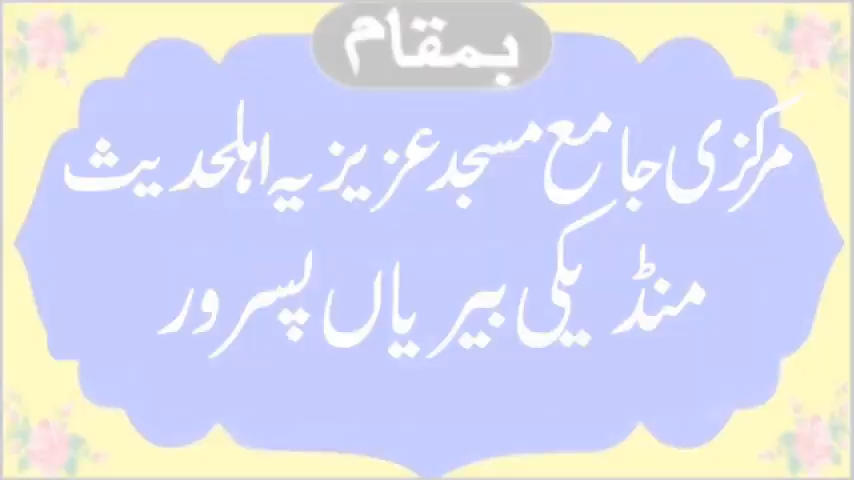 بمقام
مرکزی جامع مسجد عزیزیہ اہلحدیث
منڈیکی بیریاں پسرور